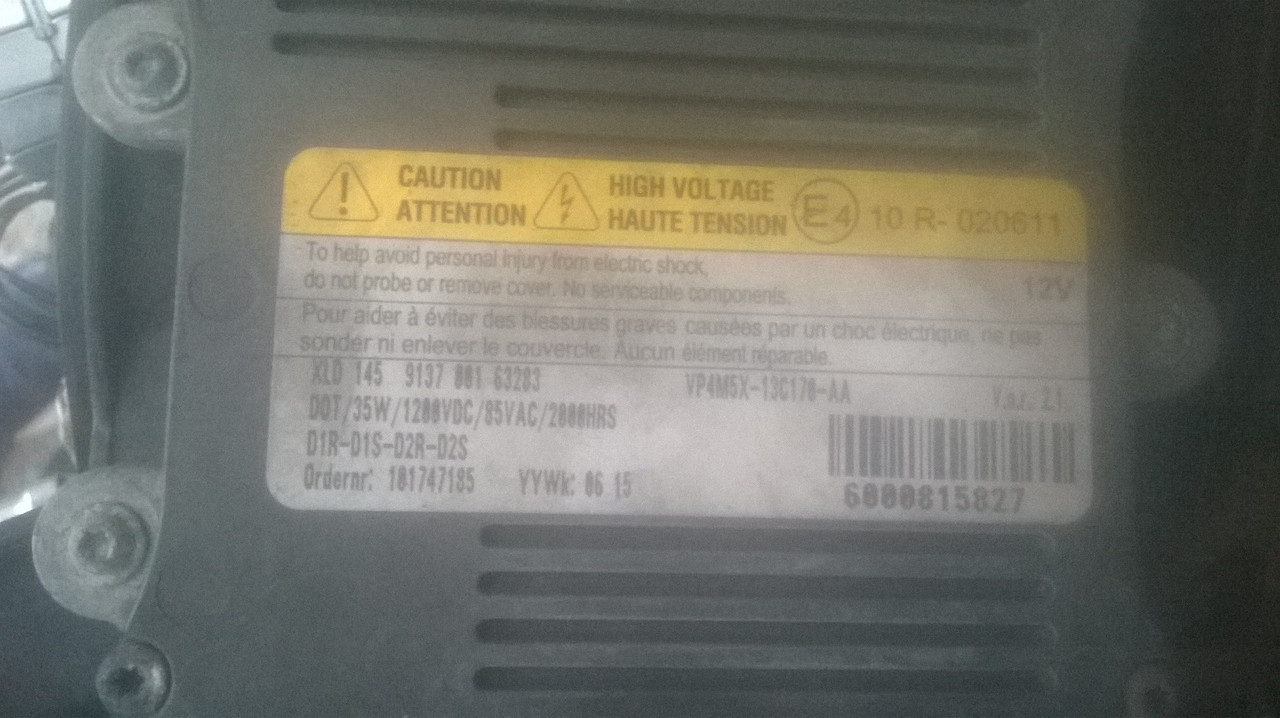 CAUTION
ATTENTION
HIGH VOLTAGE
HAUTE TENSION
E4
10 R- 020611
To help avoid personal injury from electric shock,
do not probe or remove cover. No serviceable components.
12V
Pour aider à éviter des blessures graves causées par un choc électrique, ne pas
sonder ni enlever le couvercle. Aucun élément réparable.
XLD 145 9137 001 63283
VP4M5X-13C170-AA
DOT/35W/1200VDC/85VAC/2000HRS
D1R-D1S-D2R-D2S
Ordernr: 101747185 YYWk: 06 15
6000815827